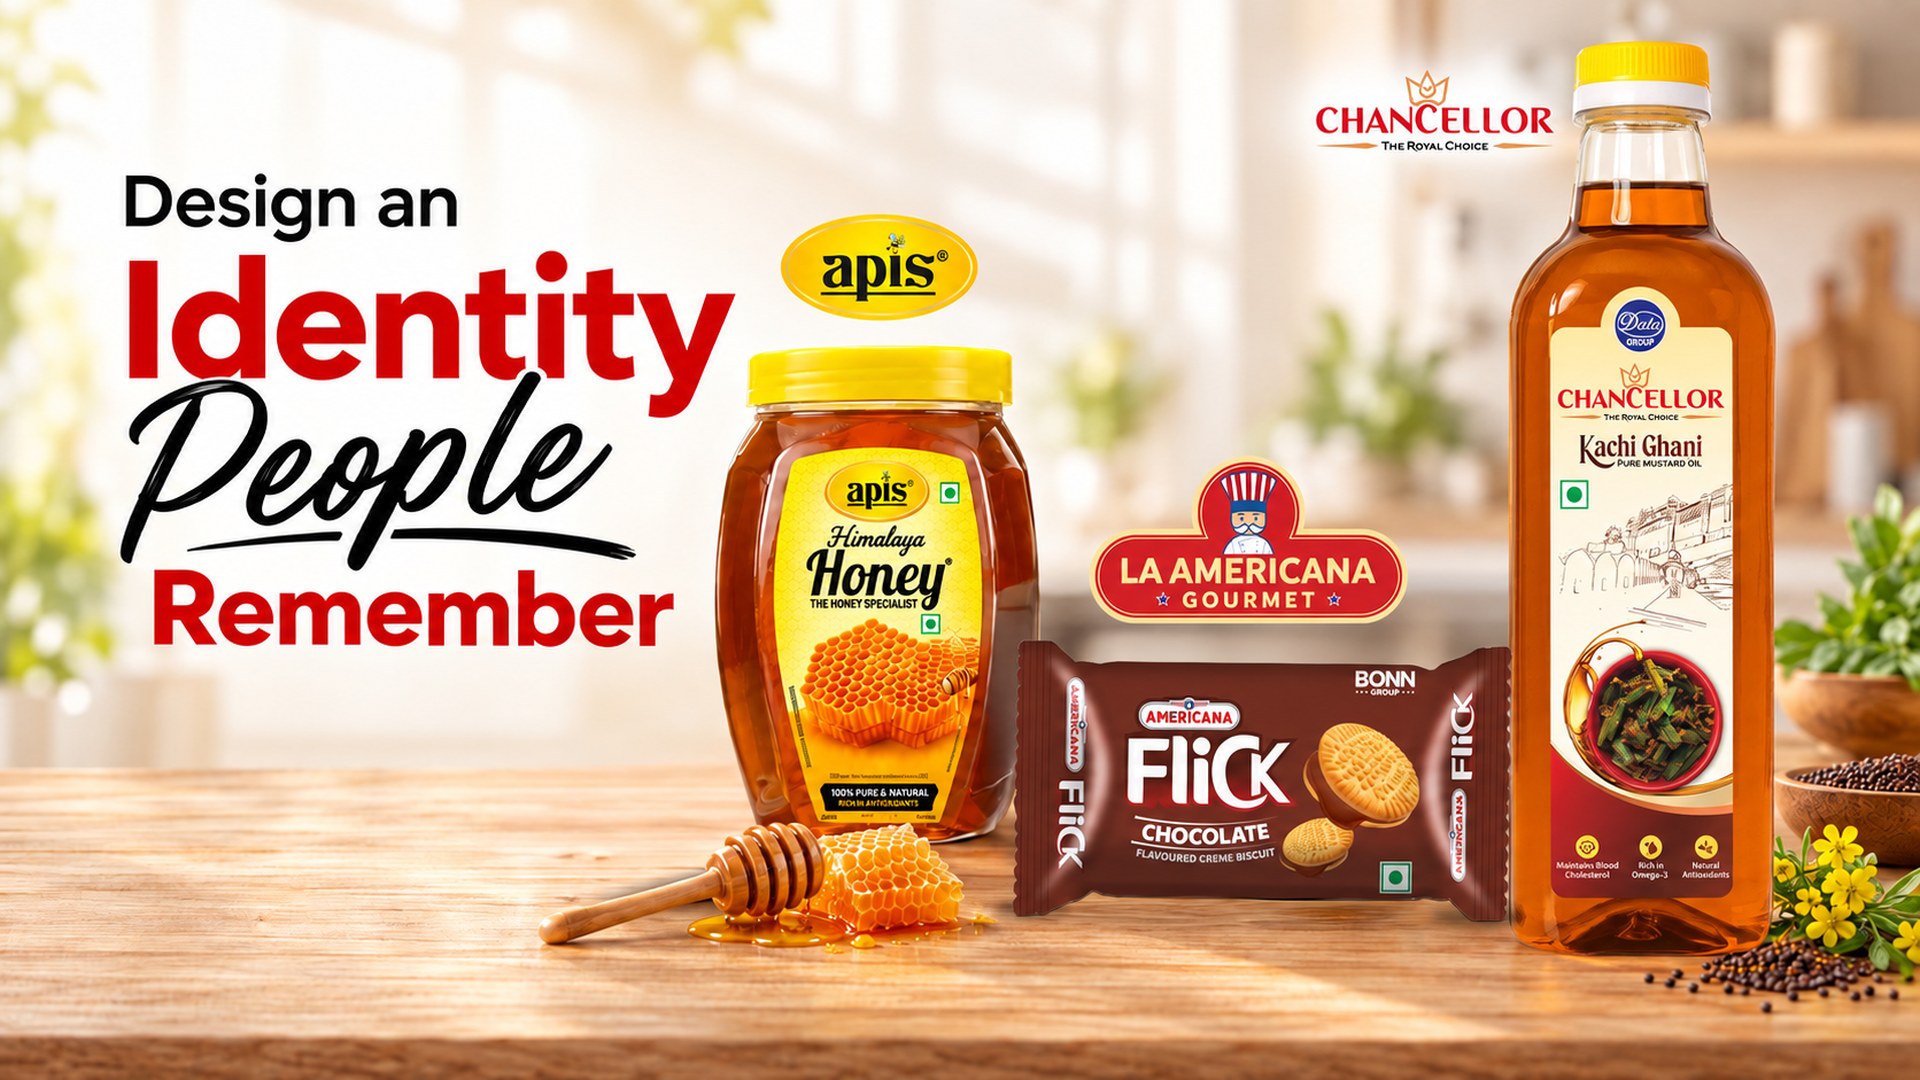 Design an
Identity
People
Remember
apis®
apis®
Himalaya
Honey®
THE HONEY SPECIALIST
100% PURE & NATURAL
RICH IN ANTIOXIDANTS
LA AMERICANA
GOURMET
BONN
GROUP
AMERICANA
FliCK
CHOCOLATE
FLAVOURED CREME BISCUIT
AMERICANA
FliCK
AMERICANA
FliCK
CHANCELLOR
THE ROYAL CHOICE
Data
GROUP
CHANCELLOR
THE ROYAL CHOICE
Kachi Ghani
PURE MUSTARD OIL
Maintains Blood
Cholesterol
Rich in
Omega-3
Natural
Antioxidants